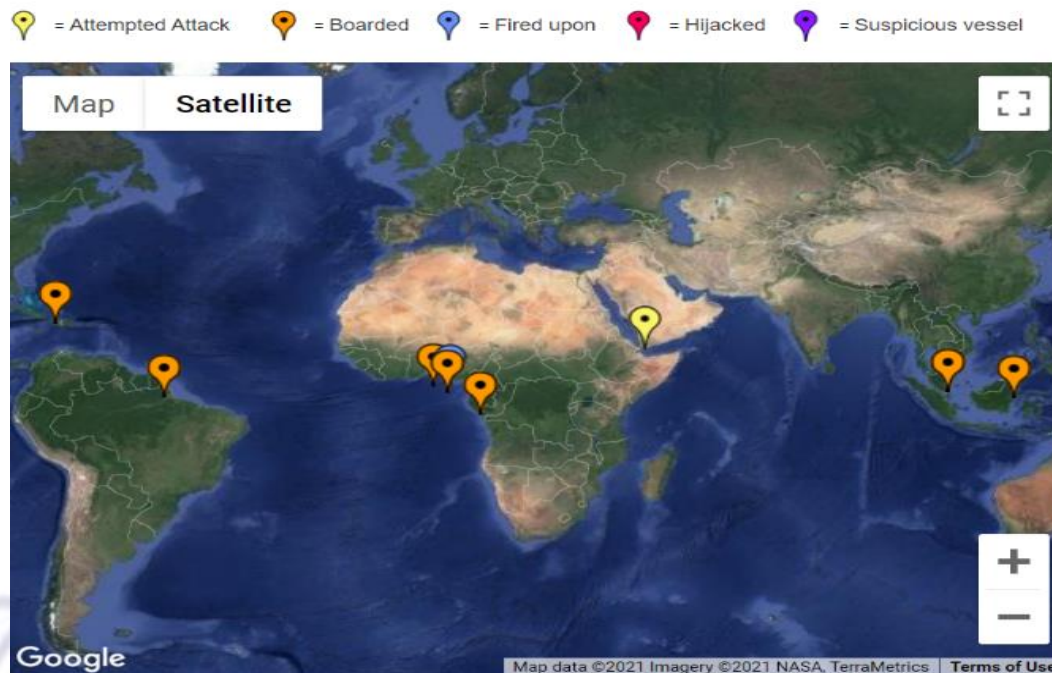 = Attempted Attack = Boarded = Fired upon = Hijacked = Suspicious vessel
Map Satellite
+
−
Google
Map data ©2021 Imagery ©2021 NASA, TerraMetrics Terms of Use